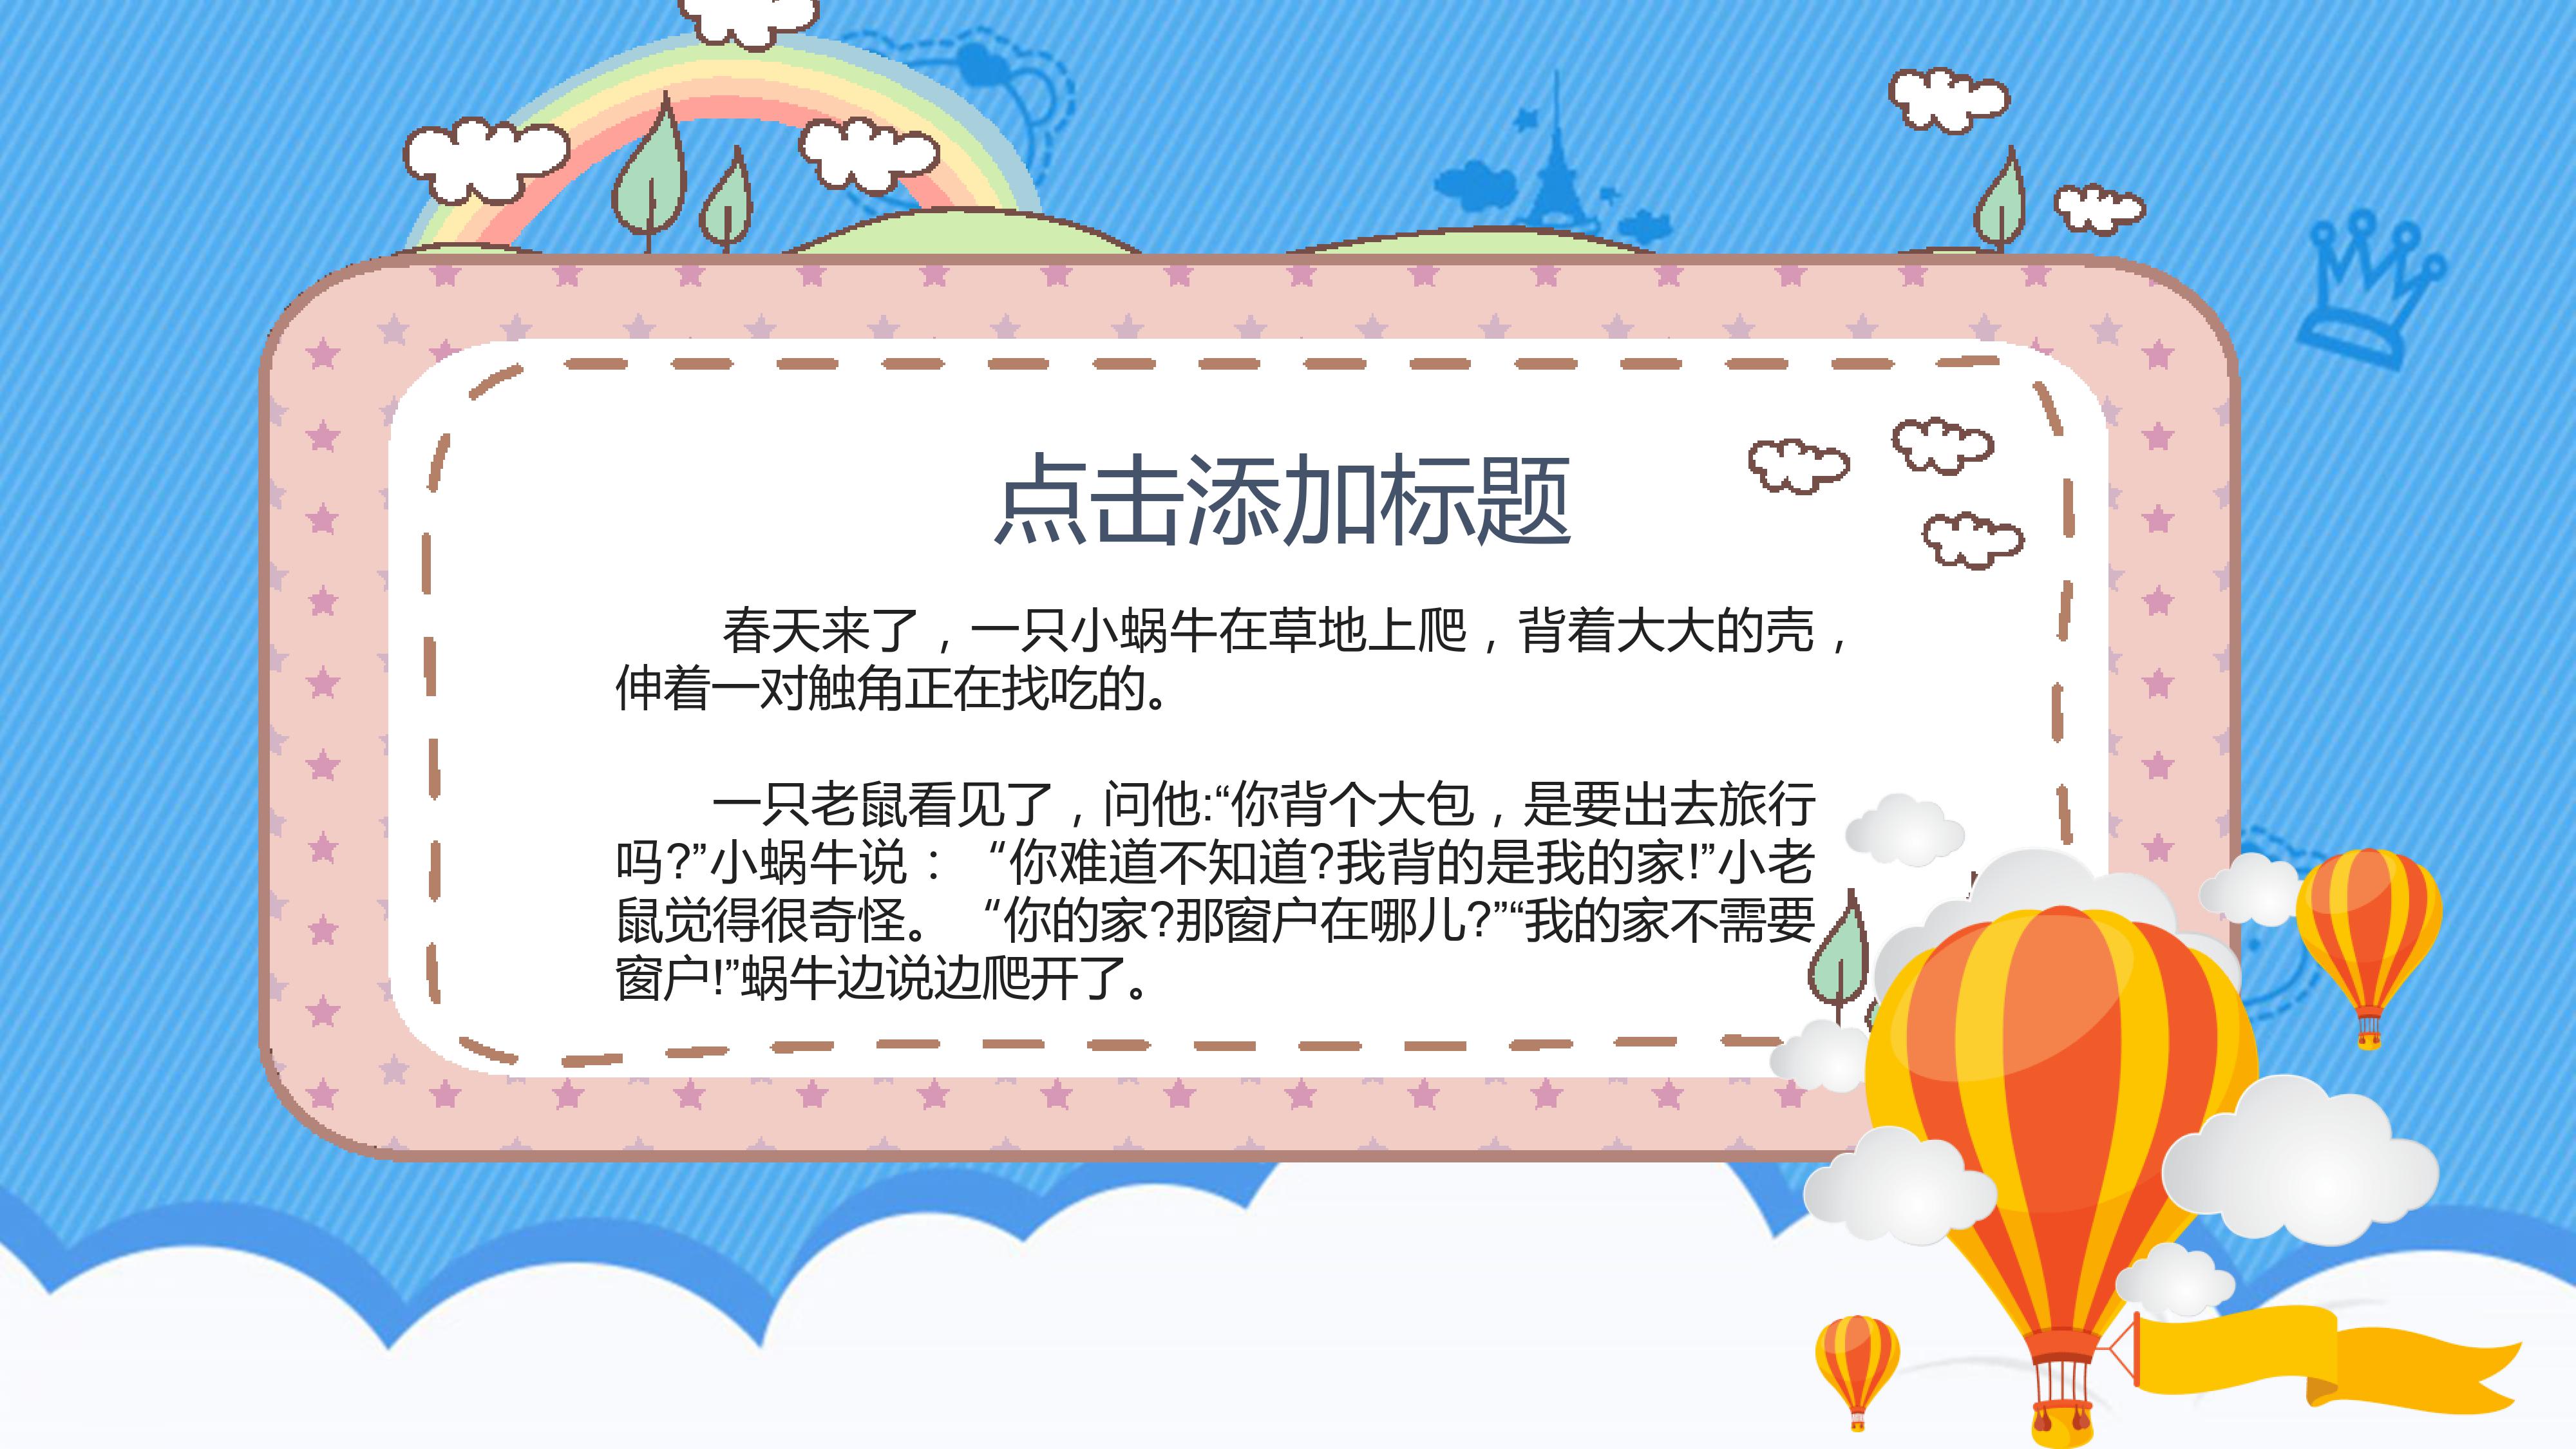 点击添加标题
春天来了，一只小蜗牛在草地上爬，背着大大的壳，
伸着一对触角正在找吃的。
一只老鼠看见了，问他:“你背个大包，是要出去旅行
吗?”小蜗牛说：“你难道不知道?我背的是我的家!”小老
鼠觉得很奇怪。“你的家?那窗户在哪儿?”“我的家不需要
窗户!”蜗牛边说边爬开了。